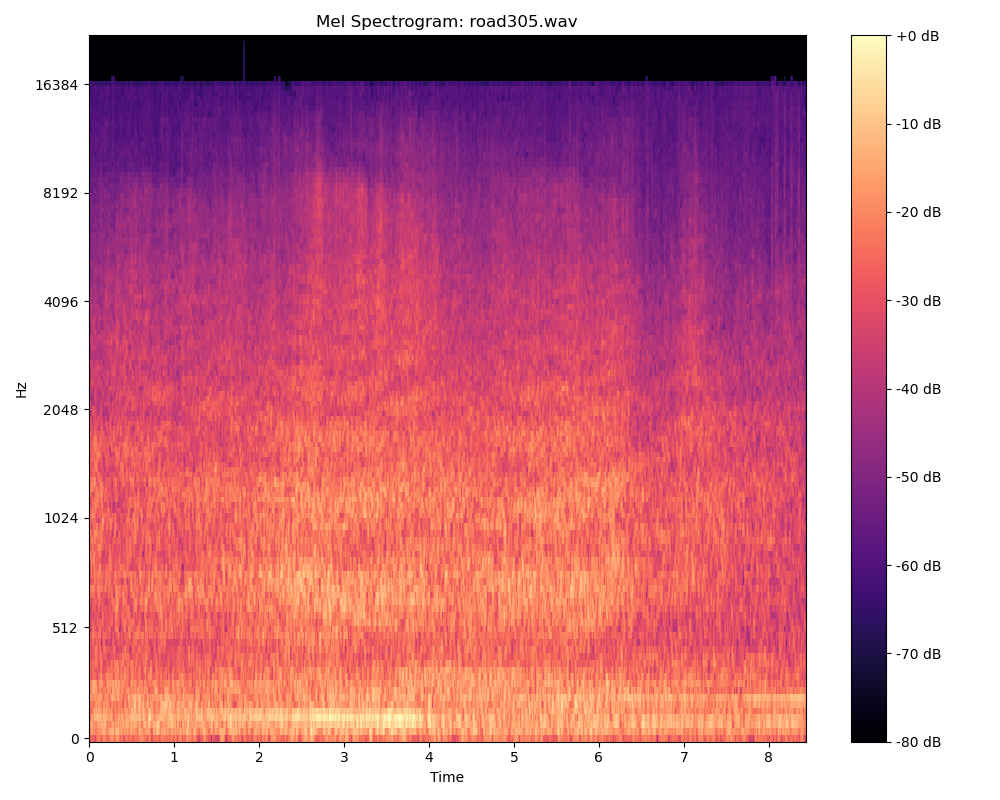 Mel Spectrogram: road305.wav
+0 dB
-10 dB
-20 dB
-30 dB
-40 dB
-50 dB
-60 dB
-70 dB
-80 dB
16384
8192
4096
2048
1024
512
0
Hz
0 1 2 3 4 5 6 7 8
Time